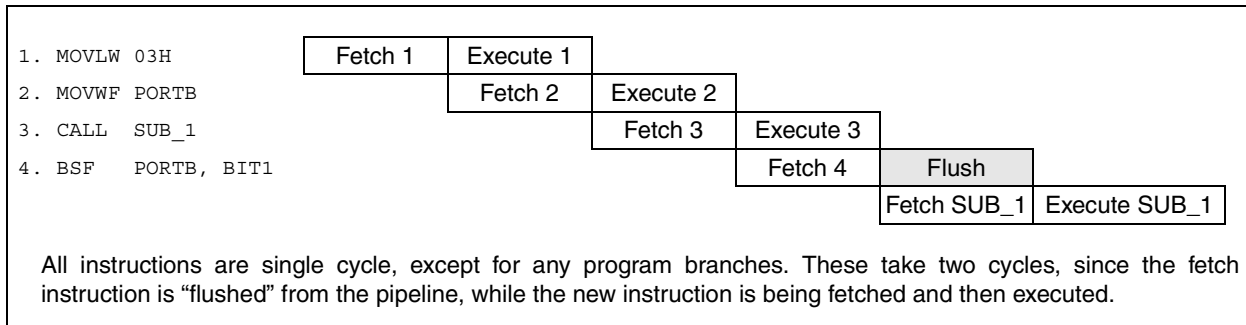 1. MOVLW 03H Fetch 1 Execute 1
2. MOVWF PORTB Fetch 2 Execute 2
3. CALL SUB_1 Fetch 3 Execute 3
4. BSF PORTB, BIT1 Fetch 4 Flush
Fetch SUB_1 Execute SUB_1
All instructions are single cycle, except for any program branches. These take two cycles, since the fetch
instruction is “flushed” from the pipeline, while the new instruction is being fetched and then executed.